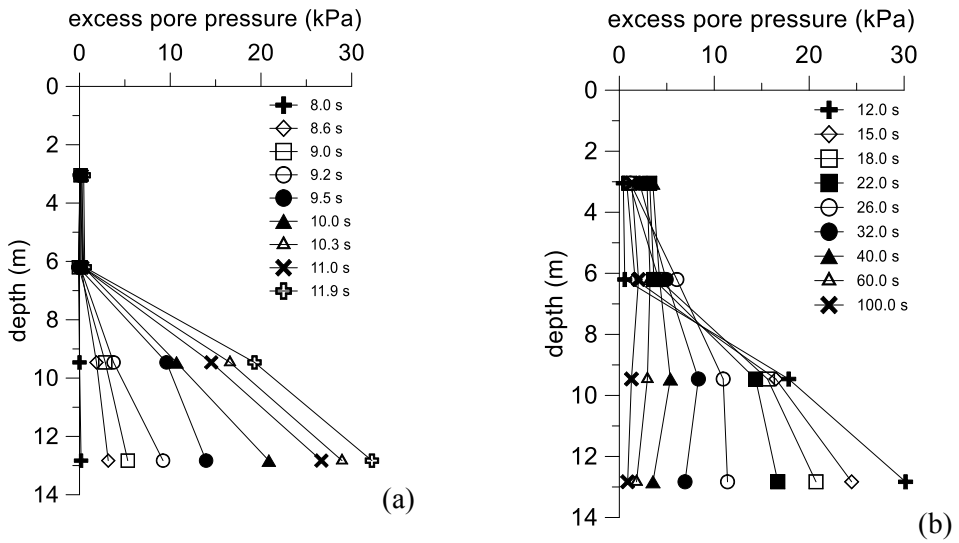 excess pore pressure (kPa)
0 10 20 30
0
2
4
6
8
10
12
14
depth (m)
8.0 s
8.6 s
9.0 s
9.2 s
9.5 s
10.0 s
10.3 s
11.0 s
11.9 s
(a)
excess pore pressure (kPa)
0 10 20 30
0
2
4
6
8
10
12
14
depth (m)
12.0 s
15.0 s
18.0 s
22.0 s
26.0 s
32.0 s
40.0 s
60.0 s
100.0 s
(b)